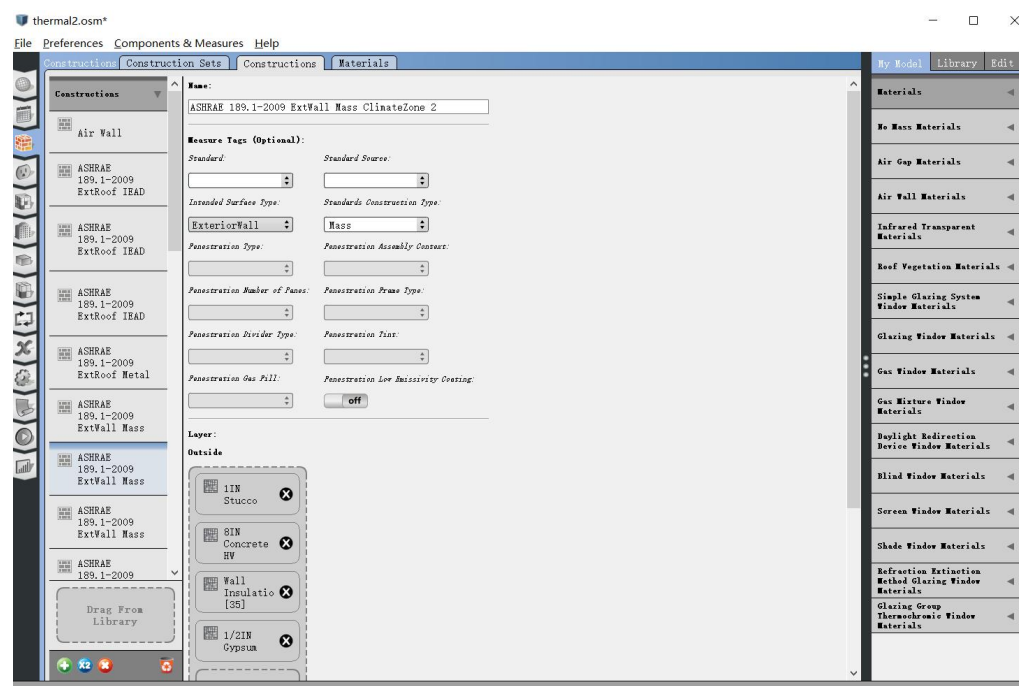 thermal2.osm*
File Preferences Components & Measures Help
Constructions Construction Sets Constructions Materials
My Model Library Edit
Constructions
Air Wall
ASHRAE
189.1-2009
ExtRoof IEAD
ASHRAE
189.1-2009
ExtRoof IEAD
ASHRAE
189.1-2009
ExtRoof IEAD
ASHRAE
189.1-2009
ExtRoof Metal
ASHRAE
189.1-2009
ExtWall Mass
ASHRAE
189.1-2009
ExtWall Mass
ASHRAE
189.1-2009
ExtWall Mass
ASHRAE
189.1-2009
Drag From
Library
X2
Name:
ASHRAE 189.1-2009 ExtWall Mass ClimateZone 2
Measure Tags (Optional):
Standard: Standard Source:
Intended Surface Type: Standards Construction Type:
ExteriorWall Mass
Fenestration Type: Fenestration Assembly Context:
Fenestration Number of Panes: Fenestration Frame Type:
Fenestration Divider Type: Fenestration Tint:
Fenestration Gas Fill: Fenestration Low Emissivity Coating:
off
Layer:
Outside
1IN
Stucco
8IN
Concrete
HW
Wall
Insulatio
[35]
1/2IN
Gypsum
Materials
No Mass Materials
Air Gap Materials
Air Wall Materials
Infrared Transparent
Materials
Roof Vegetation Materials
Simple Glazing System
Window Materials
Glazing Window Materials
Gas Window Materials
Gas Mixture Window
Materials
Daylight Redirection
Device Window Materials
Blind Window Materials
Screen Window Materials
Shade Window Materials
Refraction Extinction
Method Glazing Window
Materials
Glazing Group
Thermochromic Window
Materials